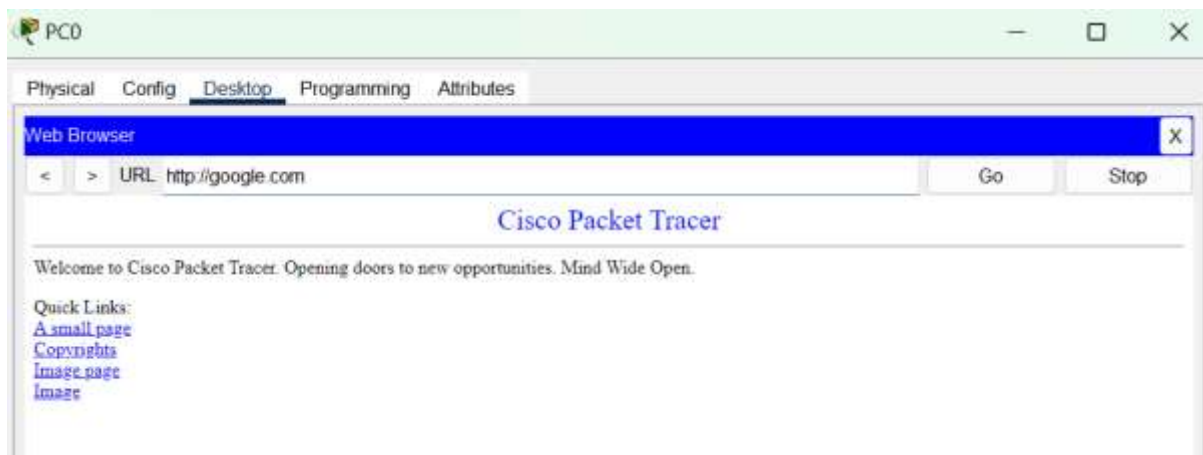 PC0
Physical Config Desktop Programming Attributes
Web Browser X
< > URL http://google.com Go Stop
Cisco Packet Tracer
Welcome to Cisco Packet Tracer. Opening doors to new opportunities. Mind Wide Open.
Quick Links:
A small page
Copyrights
Image page
Image